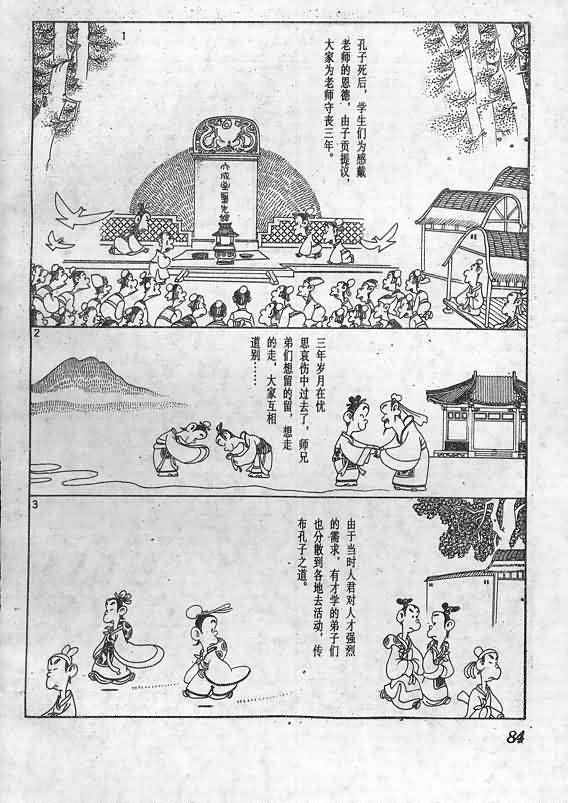 1
孔子死后，学生们为感戴
老师的恩德，由子贡提议，
大家为老师守丧三年。
大成至圣先师
2
三年岁月在忧
思哀伤中过去了，师兄
弟们想留的留，想走
的走，大家互相
道别……
3
由于当时人君对人才强烈
的需求，有才学的弟子们
也分散到各地去活动，传
布孔子之道。
84